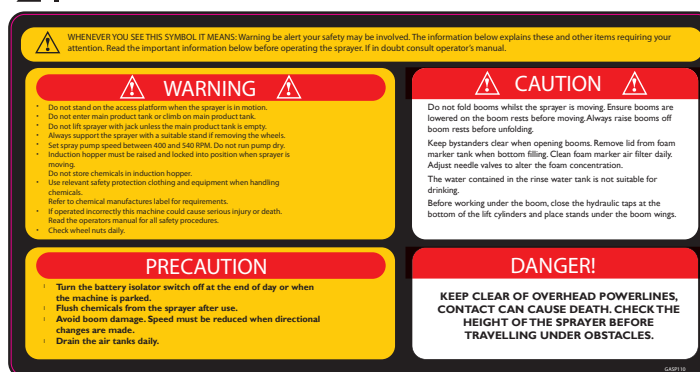 WHENEVER YOU SEE THIS SYMBOL IT MEANS: Warning be alert your safety may be involved. The information below explains these and other items requiring your
attention. Read the important information below before operating the sprayer. If in doubt consult operator's manual.
WARNING
• Do not stand on the access platform when the sprayer is in motion.
• Do not enter main product tank or climb on main product tank.
• Do not lift sprayer with jack unless the main product tank is empty.
• Always support the sprayer with a suitable stand if removing the wheels.
• Set spray pump speed between 400 and 540 RPM. Do not run pump dry.
• Induction hopper must be raised and locked into position when sprayer is
moving.
Do not store chemicals in induction hopper.
• Use relevant safety protection clothing and equipment when handling
chemicals.
Refer to chemical manufactures label for requirements.
• If operated incorrectly this machine could cause serious injury or death.
Read the operators manual for all safety procedures.
• Check wheel nuts daily.
CAUTION
Do not fold booms whilst the sprayer is moving. Ensure booms are
lowered on the boom rests before moving.Always raise booms off
boom rests before unfolding.
Keep bystanders clear when opening booms. Remove lid from foam
marker tank when bottom filling. Clean foam marker air filter daily.
Adjust needle valves to alter the foam concentration.
The water contained in the rinse water tank is not suitable for
drinking.
Before working under the boom, close the hydraulic taps at the
bottom of the lift cylinders and place stands under the boom wings.
PRECAUTION
Turn the battery isolator switch off at the end of day or when
the machine is parked.
Flush chemicals from the sprayer after use.
Avoid boom damage. Speed must be reduced when directional
changes are made.
Drain the air tanks daily.
DANGER!
KEEP CLEAR OF OVERHEAD POWERLINES,
CONTACT CAN CAUSE DEATH. CHECK THE
HEIGHT OF THE SPRAYER BEFORE
TRAVELLING UNDER OBSTACLES.
GASP110